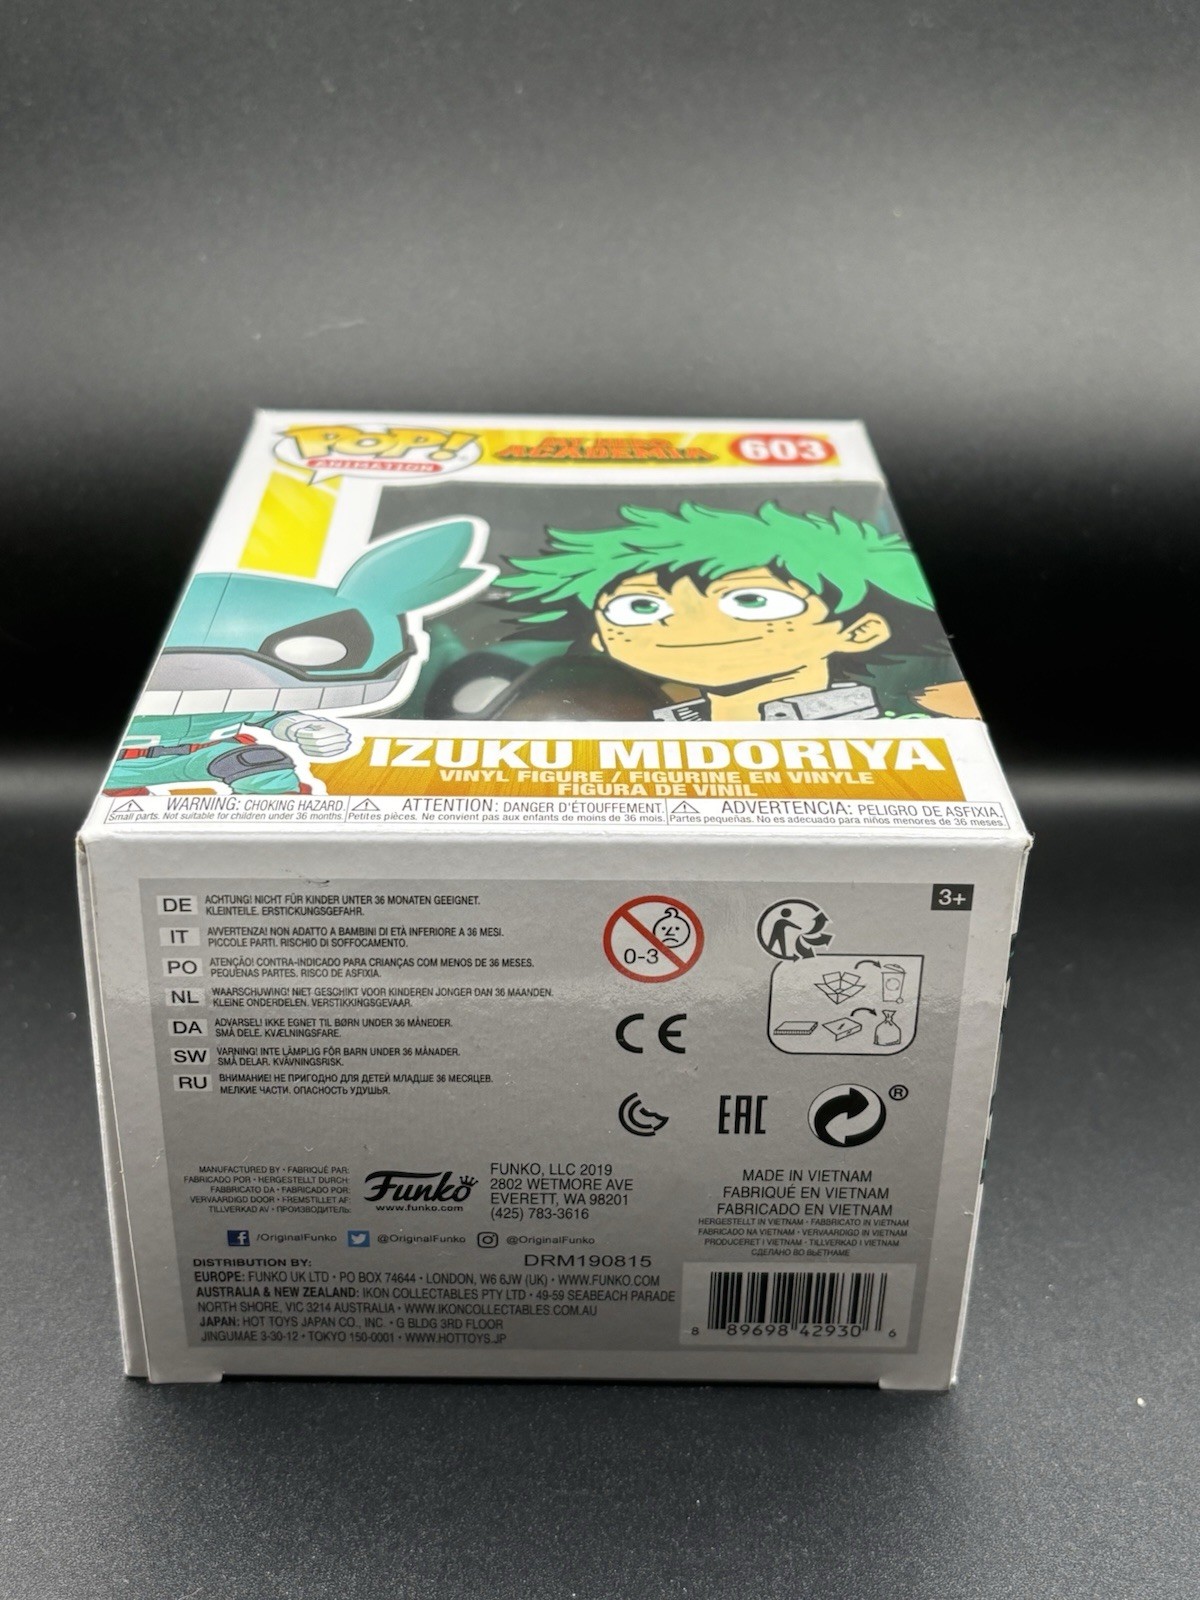 POP!
ANIMATION
MY HERO
ACADEMIA
603
IZUKU MIDORIYA
VINYL FIGURE / FIGURINE EN VINYLE
FIGURA DE VINIL
WARNING: CHOKING HAZARD.
Small parts. Not suitable for children under 36 months.
ATTENTION: DANGER D'ÉTOUFFEMENT.
Petites pièces. Ne convient pas aux enfants de moins de 36 mois.
ADVERTENCIA: PELIGRO DE ASFIXIA.
Partes pequeñas. No es adecuado para niños menores de 36 meses.
3+
DE ACHTUNG! NICHT FÜR KINDER UNTER 36 MONATEN GEEIGNET.
KLEINTEILE. ERSTICKUNGSGEFAHR.
IT AVVERTENZA! NON ADATTO A BAMBINI DI ETÀ INFERIORE A 36 MESI.
PICCOLE PARTI. RISCHIO DI SOFFOCAMENTO.
PO ATENÇÃO! CONTRA-INDICADO PARA CRIANÇAS COM MENOS DE 36 MESES.
PEQUENAS PARTES. RISCO DE ASFIXIA.
NL WAARSCHUWING! NIET GESCHIKT VOOR KINDEREN JONGER DAN 36 MAANDEN.
KLEINE ONDERDELEN. VERSTIKKINGSGEVAAR.
DA ADVARSEL! IKKE EGNET TIL BØRN UNDER 36 MÅNEDER.
SMÅ DELE. KVÆLNINGSFARE.
SW VARNING! INTE LÄMPLIG FÖR BARN UNDER 36 MÅNADER.
SMÅ DELAR. KVÄVNINGSRISK.
RU ВНИМАНИЕ! НЕ ПРИГОДНО ДЛЯ ДЕТЕЙ МЛАДШЕ 36 МЕСЯЦЕВ.
МЕЛКИЕ ЧАСТИ. ОПАСНОСТЬ УДУШЬЯ.
0-3
CE
EAC
®
MANUFACTURED BY • FABRIQUÉ PAR:
FABRICADO POR • HERGESTELLT DURCH:
FABBRICATO DA • FABRICADO POR:
VERVAARDIGD DOOR • FREMSTILLET AF:
TILLVERKAD AV • ПРОИЗВОДИТЕЛЬ:
Funko
www.funko.com
FUNKO, LLC 2019
2802 WETMORE AVE
EVERETT, WA 98201
(425) 783-3616
/OriginalFunko @OriginalFunko @OriginalFunko
DRM190815
DISTRIBUTION BY:
EUROPE: FUNKO UK LTD • PO BOX 74644 • LONDON, W6 6JW (UK) • WWW.FUNKO.COM
AUSTRALIA & NEW ZEALAND: IKON COLLECTABLES PTY LTD • 49-59 SEABEACH PARADE
NORTH SHORE, VIC 3214 AUSTRALIA • WWW.IKONCOLLECTABLES.COM.AU
JAPAN: HOT TOYS JAPAN CO., INC. • G BLDG 3RD FLOOR
JINGUMAE 3-30-12 • TOKYO 150-0001 • WWW.HOTTOYS.JP
MADE IN VIETNAM
FABRIQUÉ EN VIETNAM
FABRICADO EN VIETNAM
HERGESTELLT IN VIETNAM • FABBRICATO IN VIETNAM
FABRICADO NA VIETNAM • VERVAARDIGD IN VIETNAM
PRODUCERET I VIETNAM • TILLVERKAD I VIETNAM
СДЕЛАНО ВО ВЬЕТНАМЕ
8 89698 42930 6